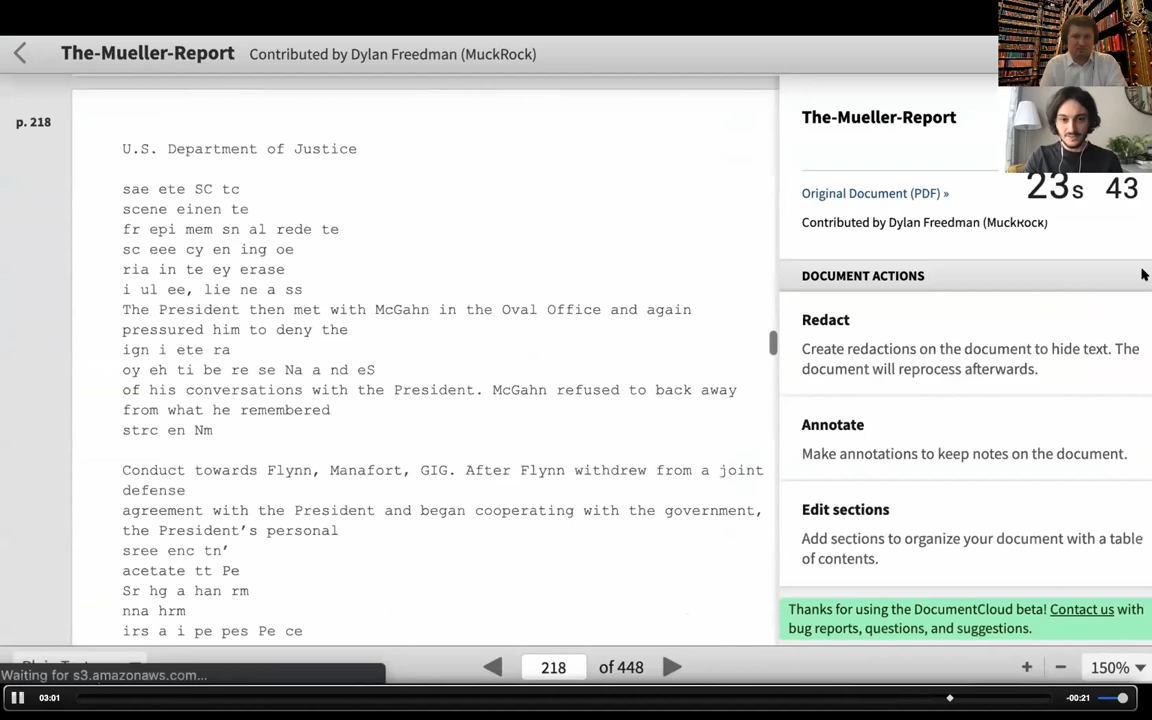 The-Mueller-Report Contributed by Dylan Freedman (MuckRock)
p. 218
U.S. Department of Justice
sae ete SC tc
scene einen te
fr epi mem sn al rede te
sc eee cy en ing oe
ria in te ey erase
i ul ee, lie ne a ss
The President then met with McGahn in the Oval Office and again
pressured him to deny the
ign i ete ra
oy eh ti be re se Na a nd eS
of his conversations with the President. McGahn refused to back away
from what he remembered
strc en Nm
Conduct towards Flynn, Manafort, GIG. After Flynn withdrew from a joint
defense
agreement with the President and began cooperating with the government,
the President’s personal
sree enc tn’
acetate tt Pe
Sr hg a han rm
nna hrm
irs a i pe pes Pe ce
The-Mueller-Report
23s 43
Original Document (PDF) »
Contributed by Dylan Freedman (MuckRock)
DOCUMENT ACTIONS
Redact
Create redactions on the document to hide text. The
document will reprocess afterwards.
Annotate
Make annotations to keep notes on the document.
Edit sections
Add sections to organize your document with a table
of contents.
Thanks for using the DocumentCloud beta! Contact us with
bug reports, questions, and suggestions.
218 of 448
150%
Waiting for s3.amazonaws.com...
03:01
-00:21